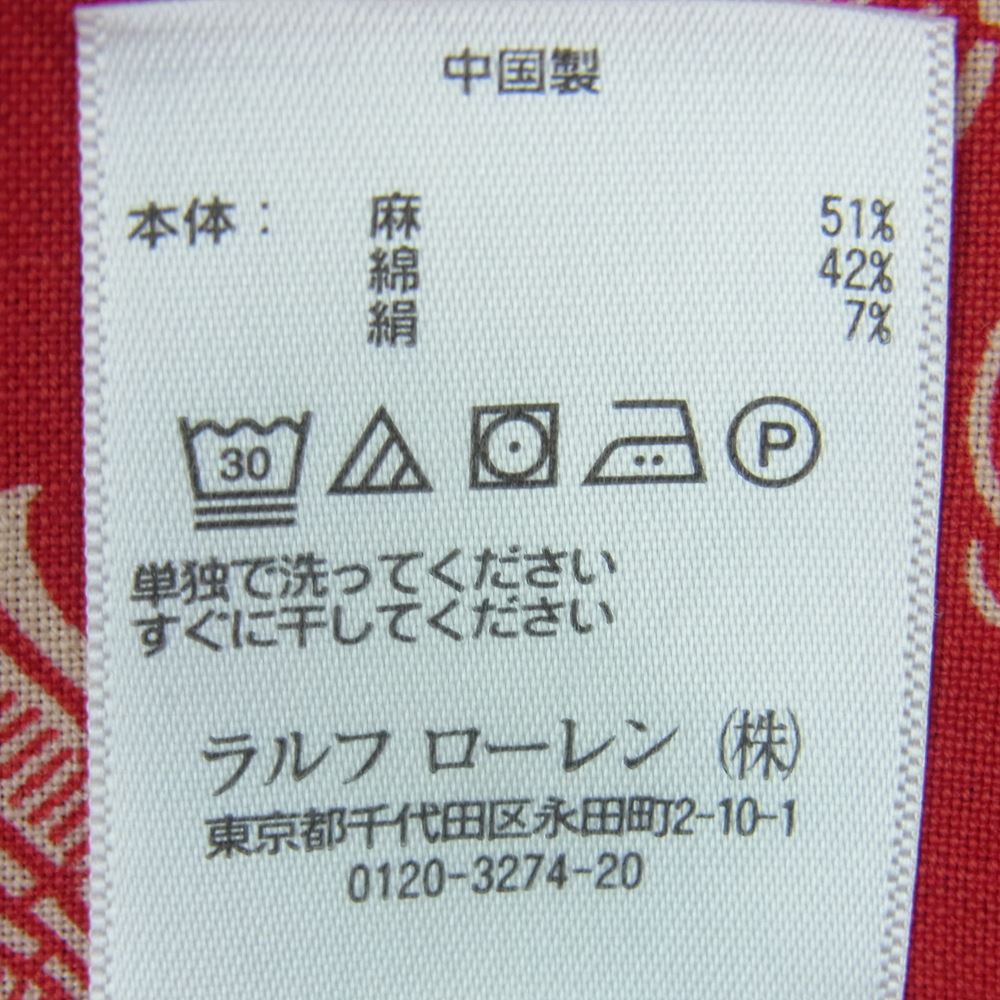 中国製
本体： 麻 51%
綿 42%
絹 7%
30 P
単独で洗ってください
すぐに干してください
ラルフ ローレン (株)
東京都千代田区永田町2-10-1
0120-3274-20